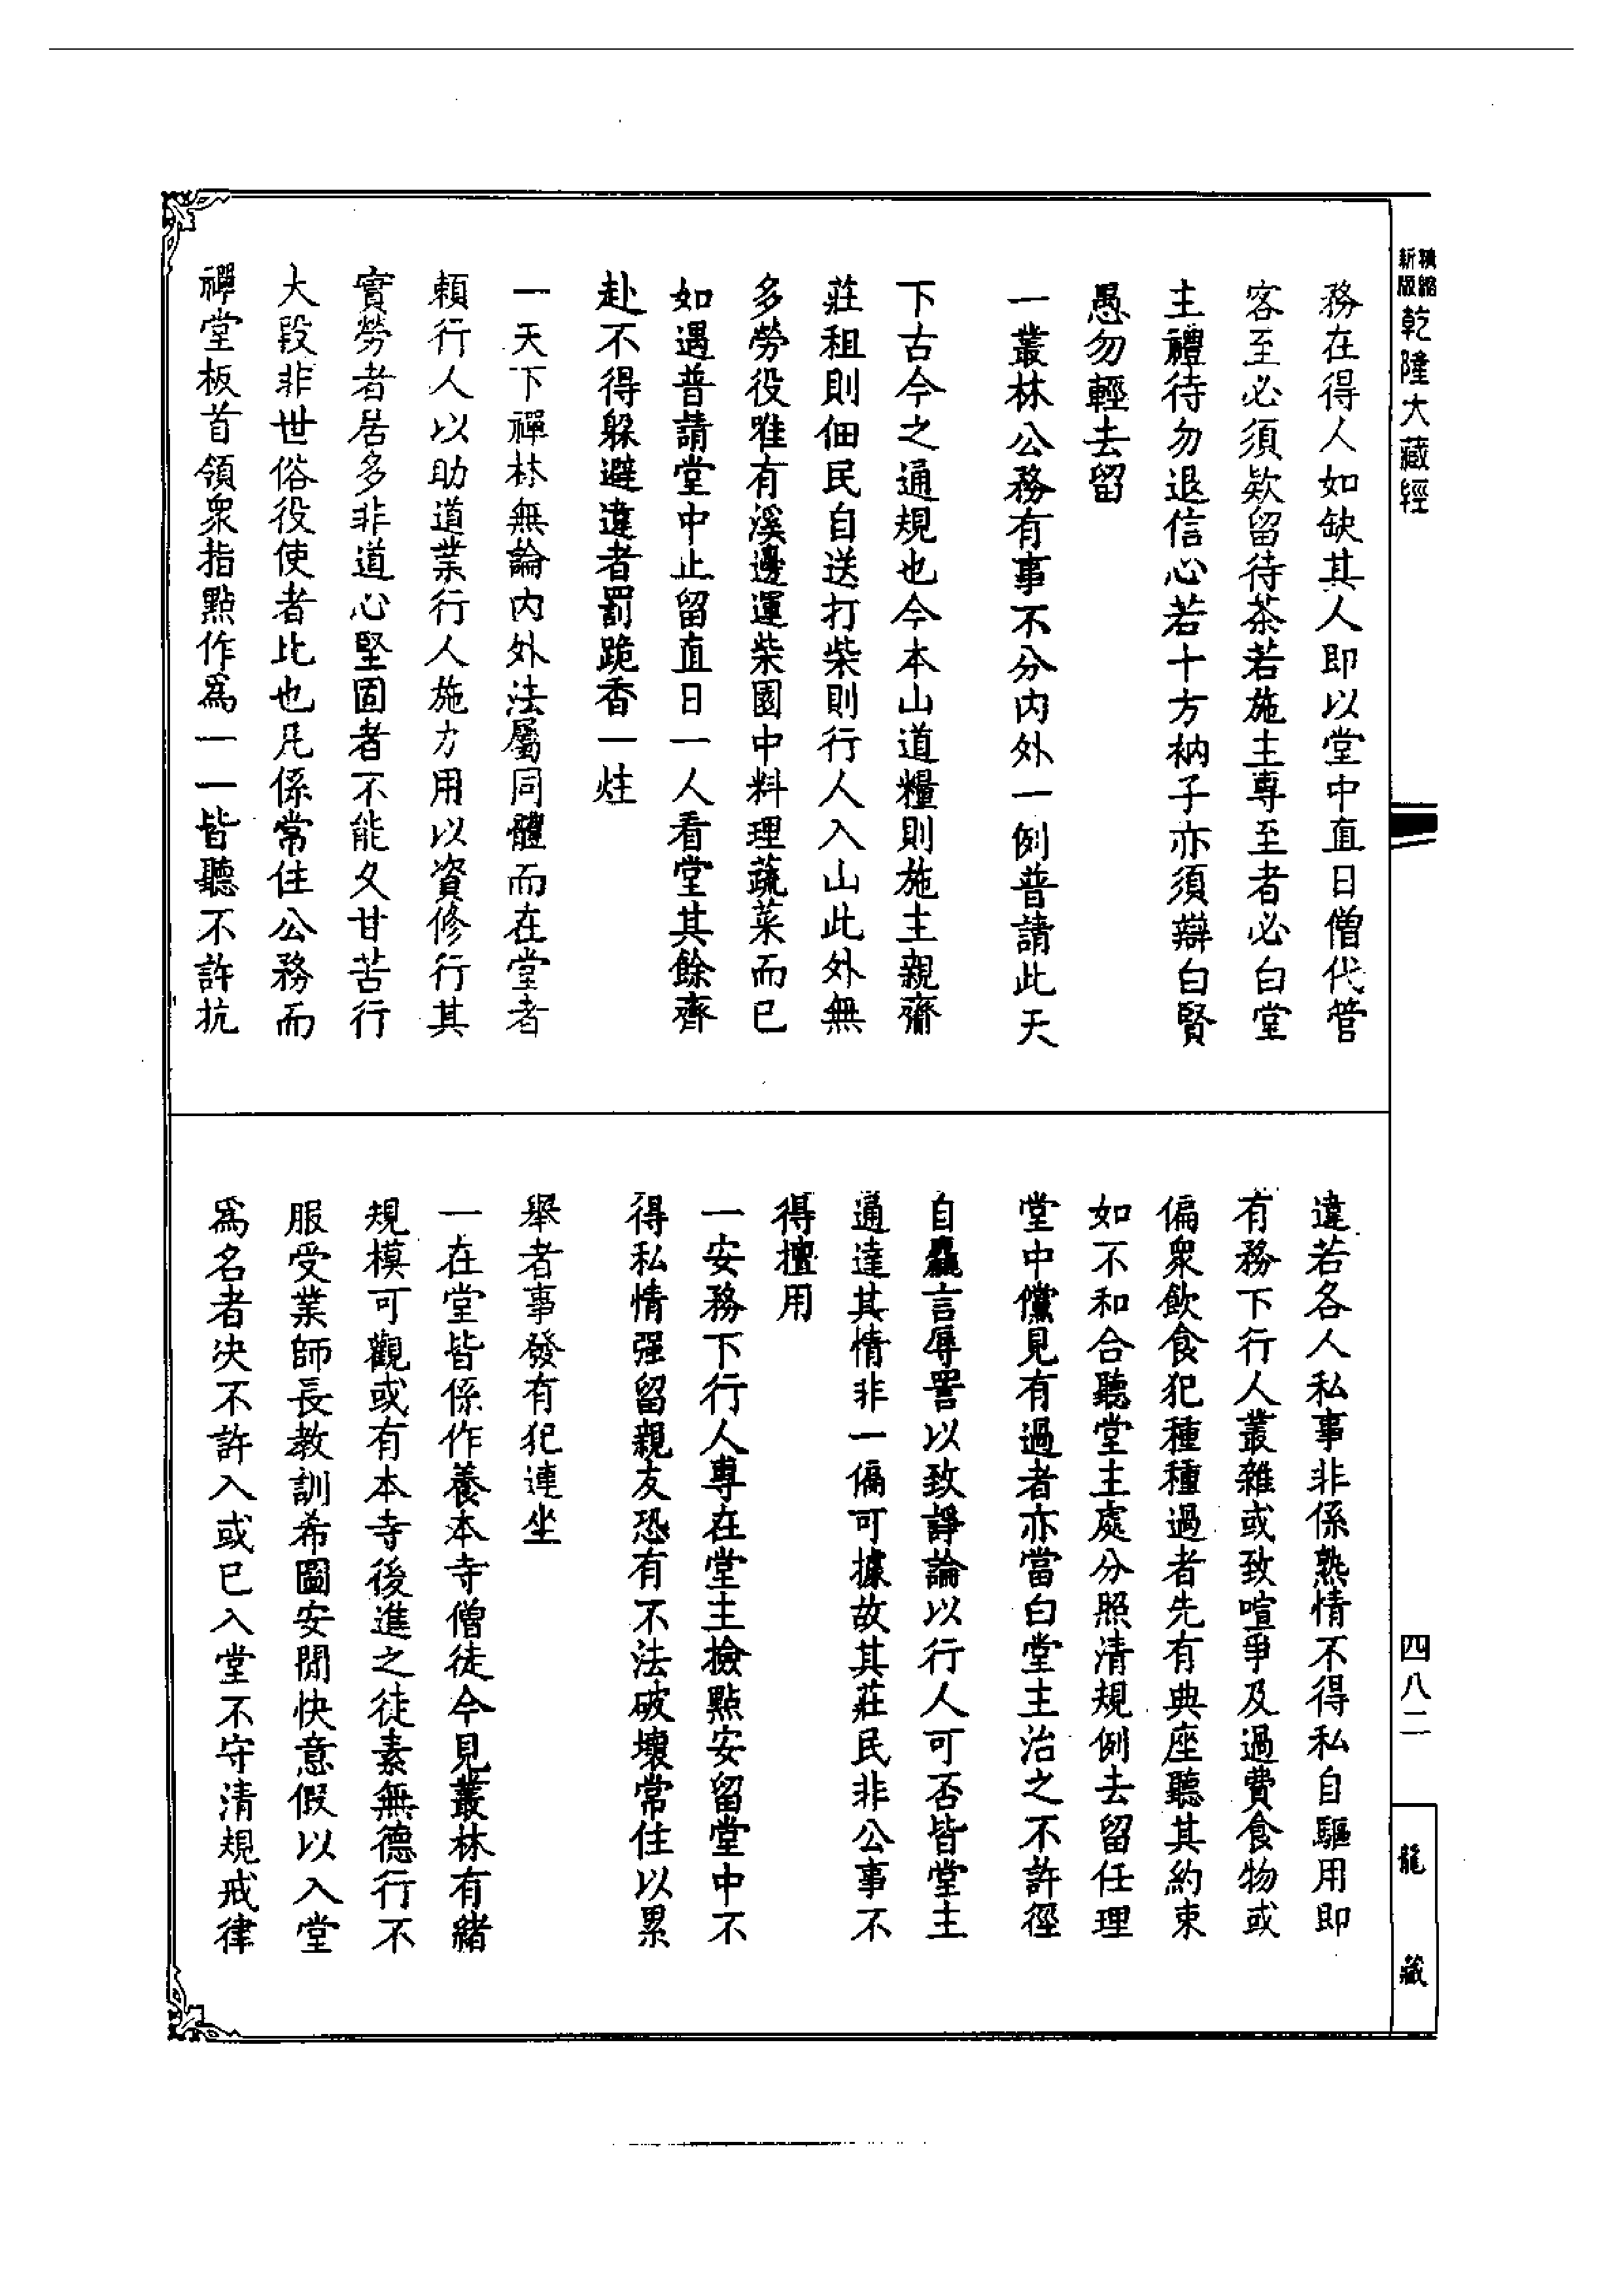 新版精縮乾隆大藏經
四八二
龍藏
務在得人如缺其人即以堂中直日僧代管
客至必須欵留待茶若施主專至者必白堂
主禮待勿退信心若十方衲子亦須辯白賢
愚勿輕去留
一叢林公務有事不分内外一例普請此天
下古今之通規也今本山道糧則施主親齋
莊租則佃民自送打柴則行人入山此外無
多勞役唯有溪邊運柴園中料理蔬菜而已
如遇普請堂中止留直日一人看堂其餘齊
赴不得躲避違者罰跪香一炷
一天下禪林無論内外法屬同體而在堂者
賴行人以助道業行人施力用以資修行其
實勞者居多非道心堅固者不能久甘苦行
大段非世俗役使者比也凡係常住公務而
禪堂板首領衆指點作爲一一皆聽不許抗
違若各人私事非係熟情不得私自驅用即
有務下行人叢雜或致喧爭及過費食物或
偏衆飲食犯種種過者先有典座聽其約束
如不和合聽堂主處分照清規例去留任理
堂中儻見有過者亦當白堂主治之不許徑
自麤言辱詈以致諍論以行人可否皆堂主
通達其情非一偏可據故其莊民非公事不
得擅用
一安務下行人專在堂主撿點安留堂中不
得私情强留親友恐有不法破壞常住以累
舉者事發有犯連坐
一在堂皆係作養本寺僧徒今見叢林有緒
規模可觀或有本寺後進之徒素無德行不
服受業師長教訓希圖安閒快意假以入堂
爲名者决不許入或已入堂不守清規戒律